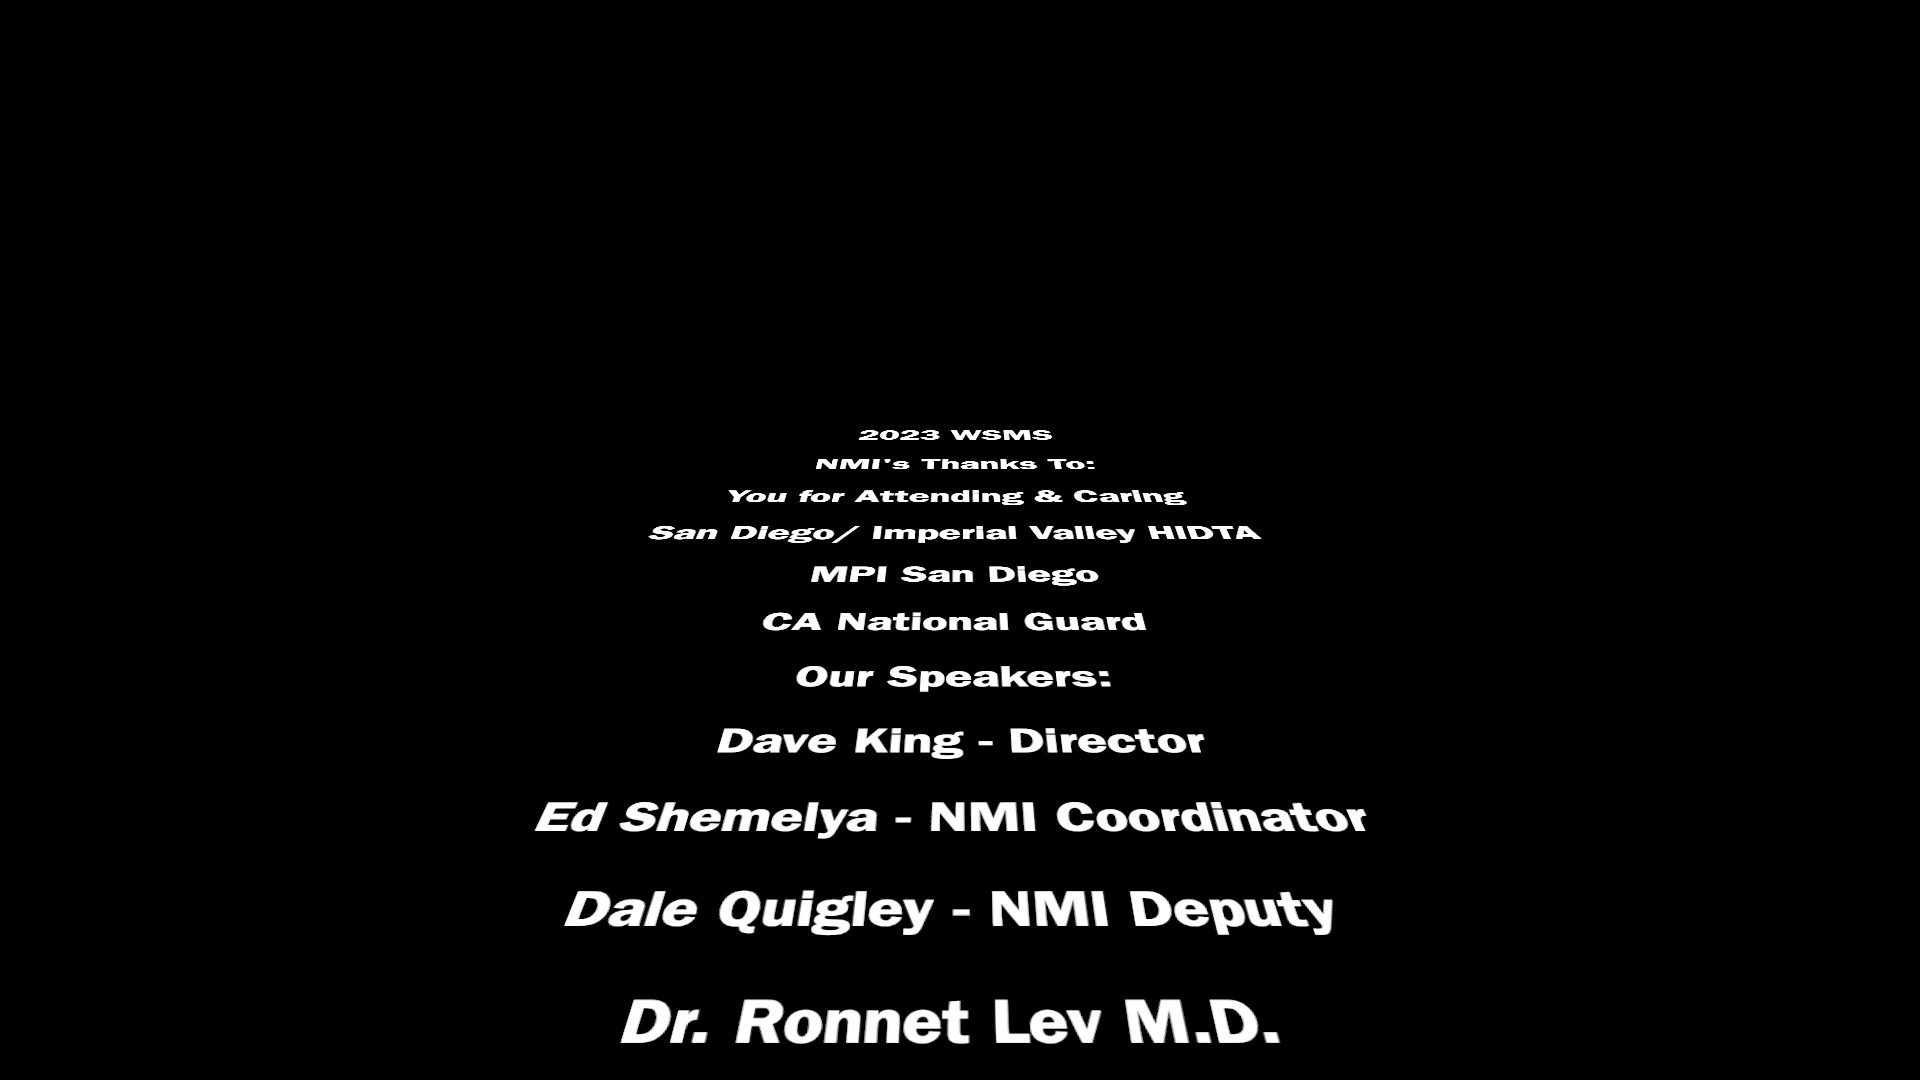 2023 WSMS
NMI's Thanks To:
You for Attending & Caring
San Diego/ Imperial Valley HIDTA
MPI San Diego
CA National Guard
Our Speakers:
Dave King - Director
Ed Shemelya - NMI Coordinator
Dale Quigley - NMI Deputy
Dr. Ronnet Lev M.D.